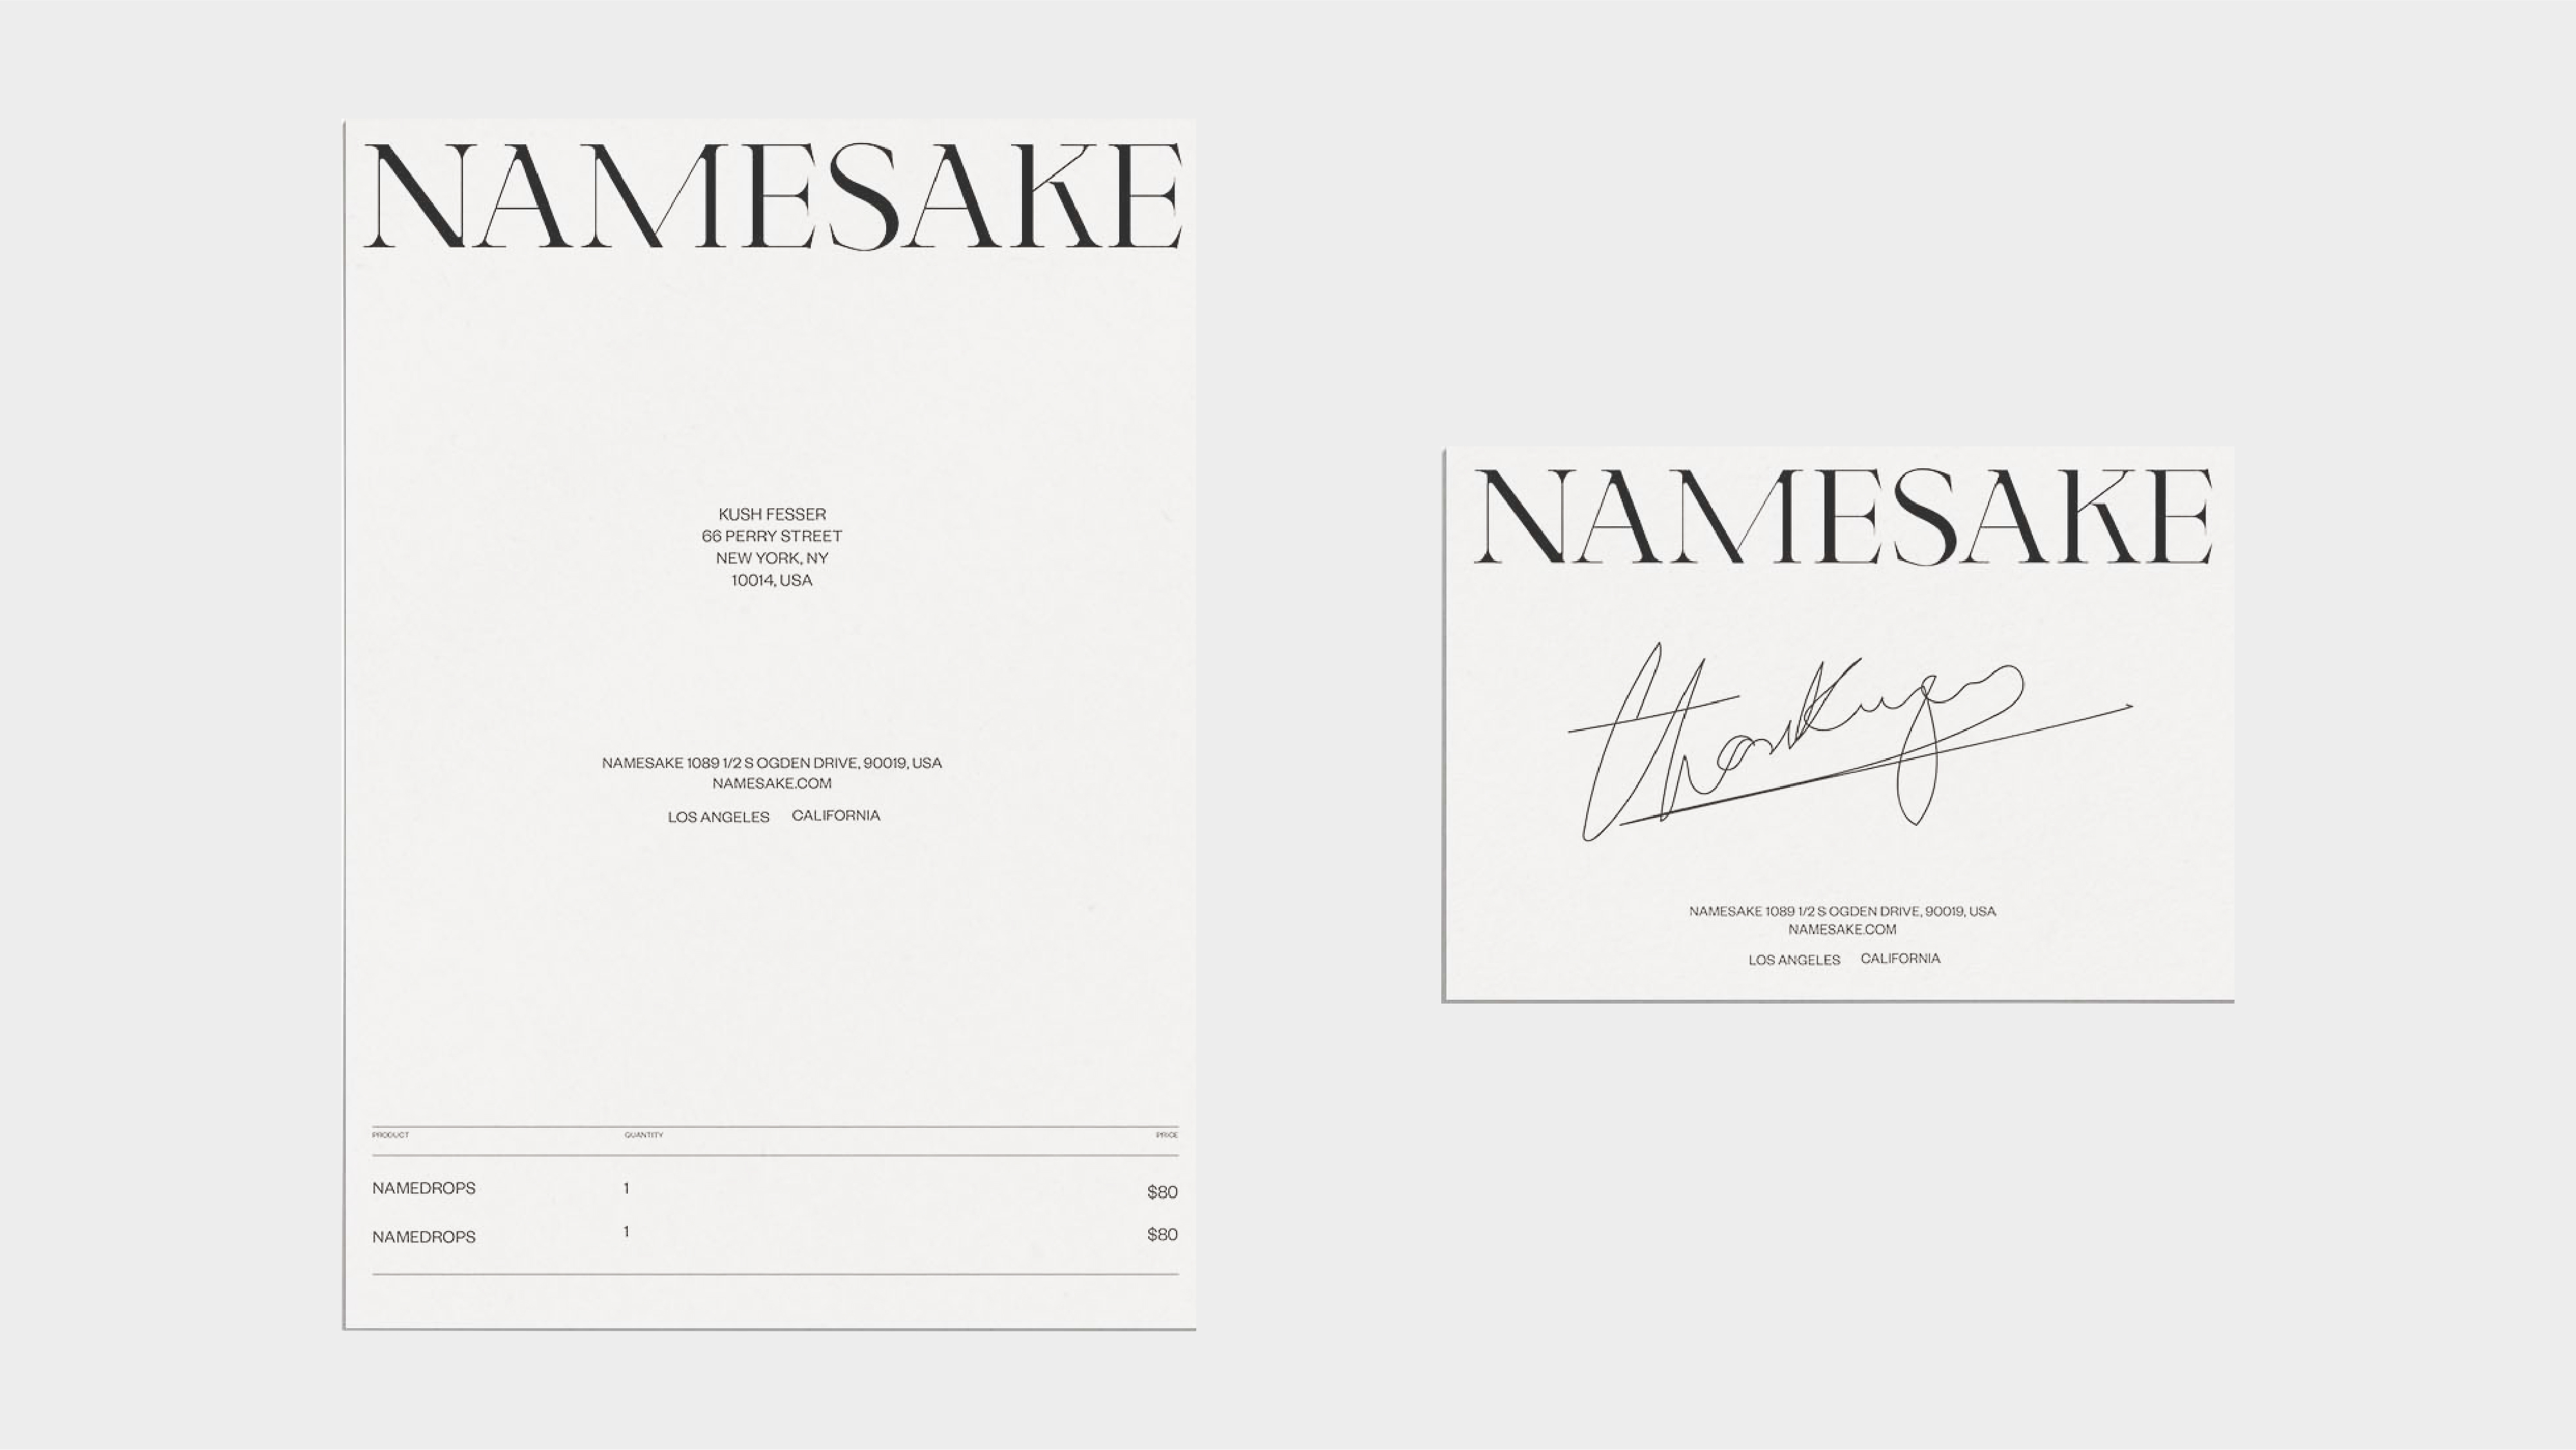 NAMESAKE
KUSH FESSER
66 PERRY STREET
NEW YORK, NY
10014, USA
NAMESAKE 1089 1/2 S OGDEN DRIVE, 90019, USA
NAMESAKE.COM
LOS ANGELES CALIFORNIA
PRODUCT QUANTITY PRICE
NAMEDROPS 1 $80
NAMEDROPS 1 $80
NAMESAKE
thankyou
NAMESAKE 1089 1/2 S OGDEN DRIVE, 90019, USA
NAMESAKE.COM
LOS ANGELES CALIFORNIA